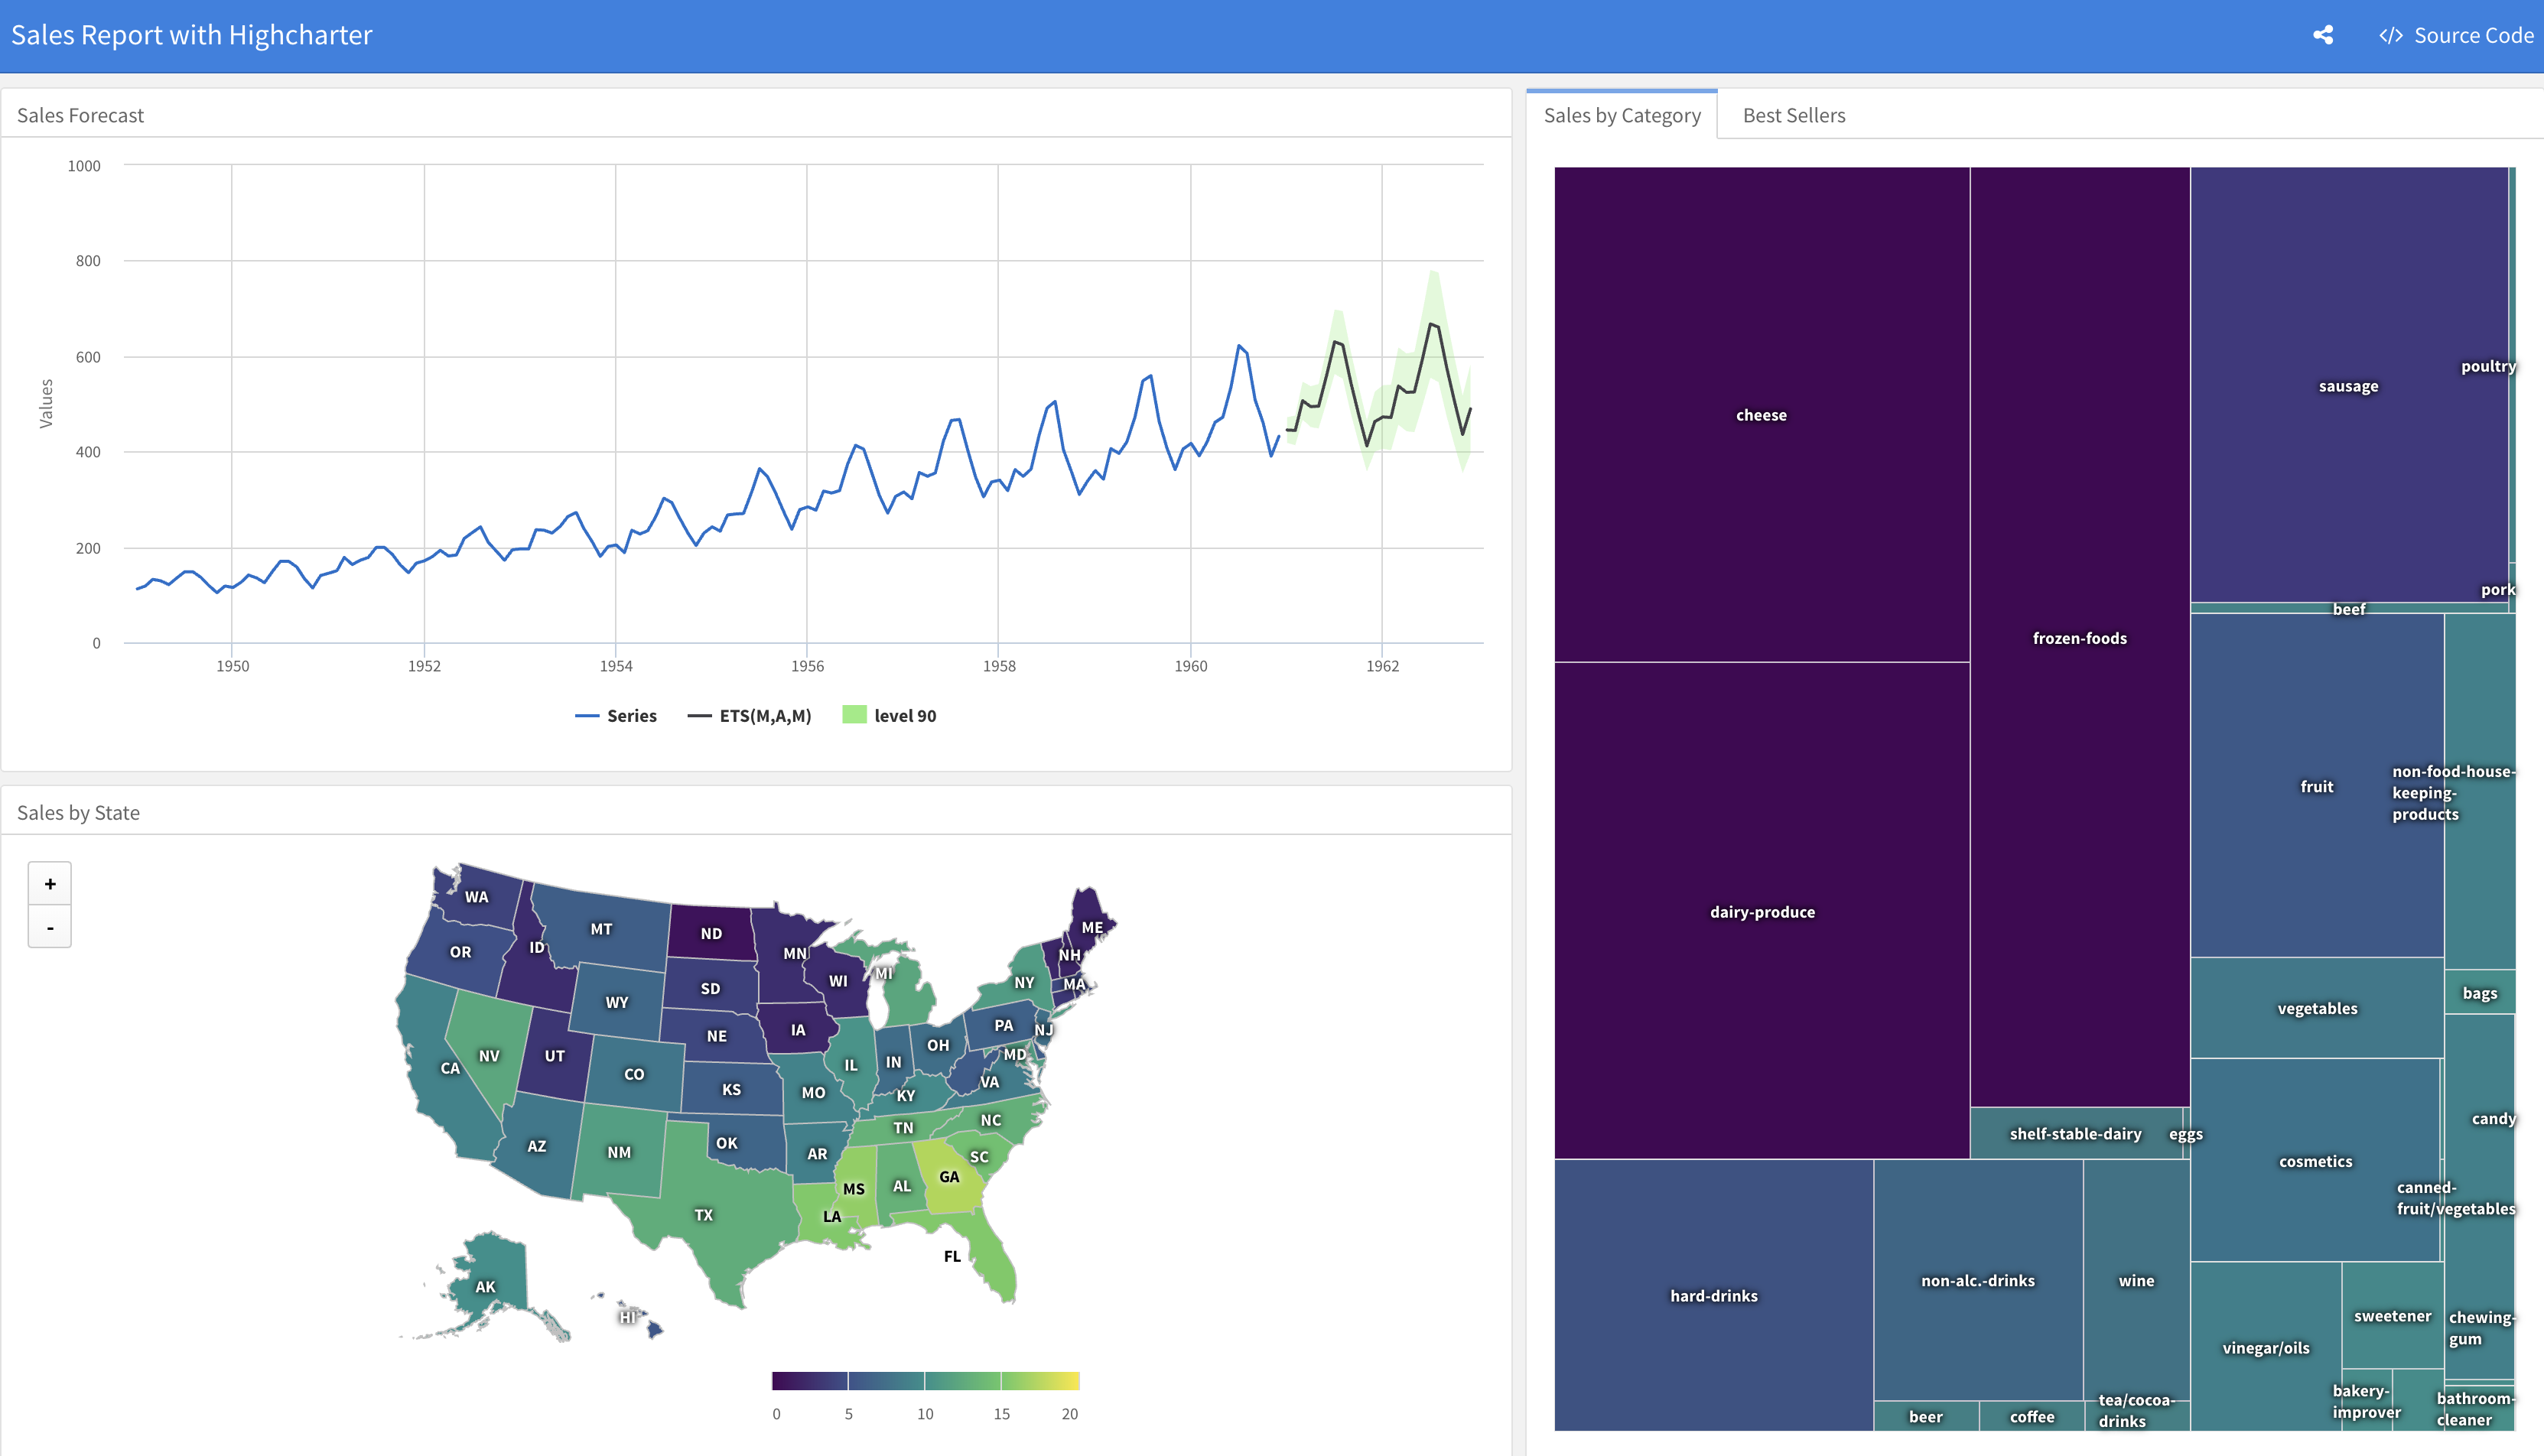 Sales Report with Highcharter
Source Code
Sales Forecast
1000
800
600
400
200
0
Values
1950 1952 1954 1956 1958 1960 1962
Series ETS(M,A,M) level 90
Sales by State
+
-
WA
MT
ND
MN
ME
OR
ID
SD
WI
MI
NY
NH
MA
WY
NE
IA
PA
NJ
NV
UT
CA
CO
KS
MO
IL
IN
OH
MD
VA
KY
AZ
NM
OK
AR
TN
NC
SC
TX
LA
MS
AL
GA
FL
AK
HI
0 5 10 15 20
Sales by Category
Best Sellers
cheese
frozen-foods
sausage
poultry
pork
beef
dairy-produce
fruit
non-food-house-
keeping-
products
vegetables
bags
shelf-stable-dairy
eggs
cosmetics
candy
canned-
fruit/vegetables
hard-drinks
non-alc.-drinks
wine
beer
coffee
tea/cocoa-
drinks
vinegar/oils
sweetener
chewing-
gum
bakery-
improver
bathroom-
cleaner